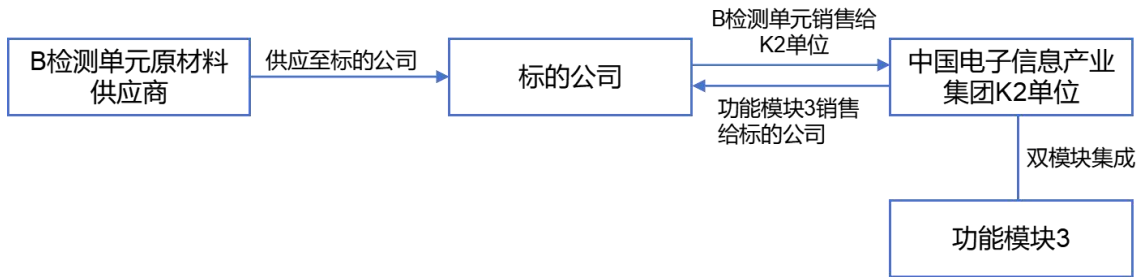 B检测单元原材料
供应商
供应至标的公司
标的公司
B检测单元销售给
K2单位
功能模块3销售
给标的公司
中国电子信息产业
集团K2单位
双模块集成
功能模块3